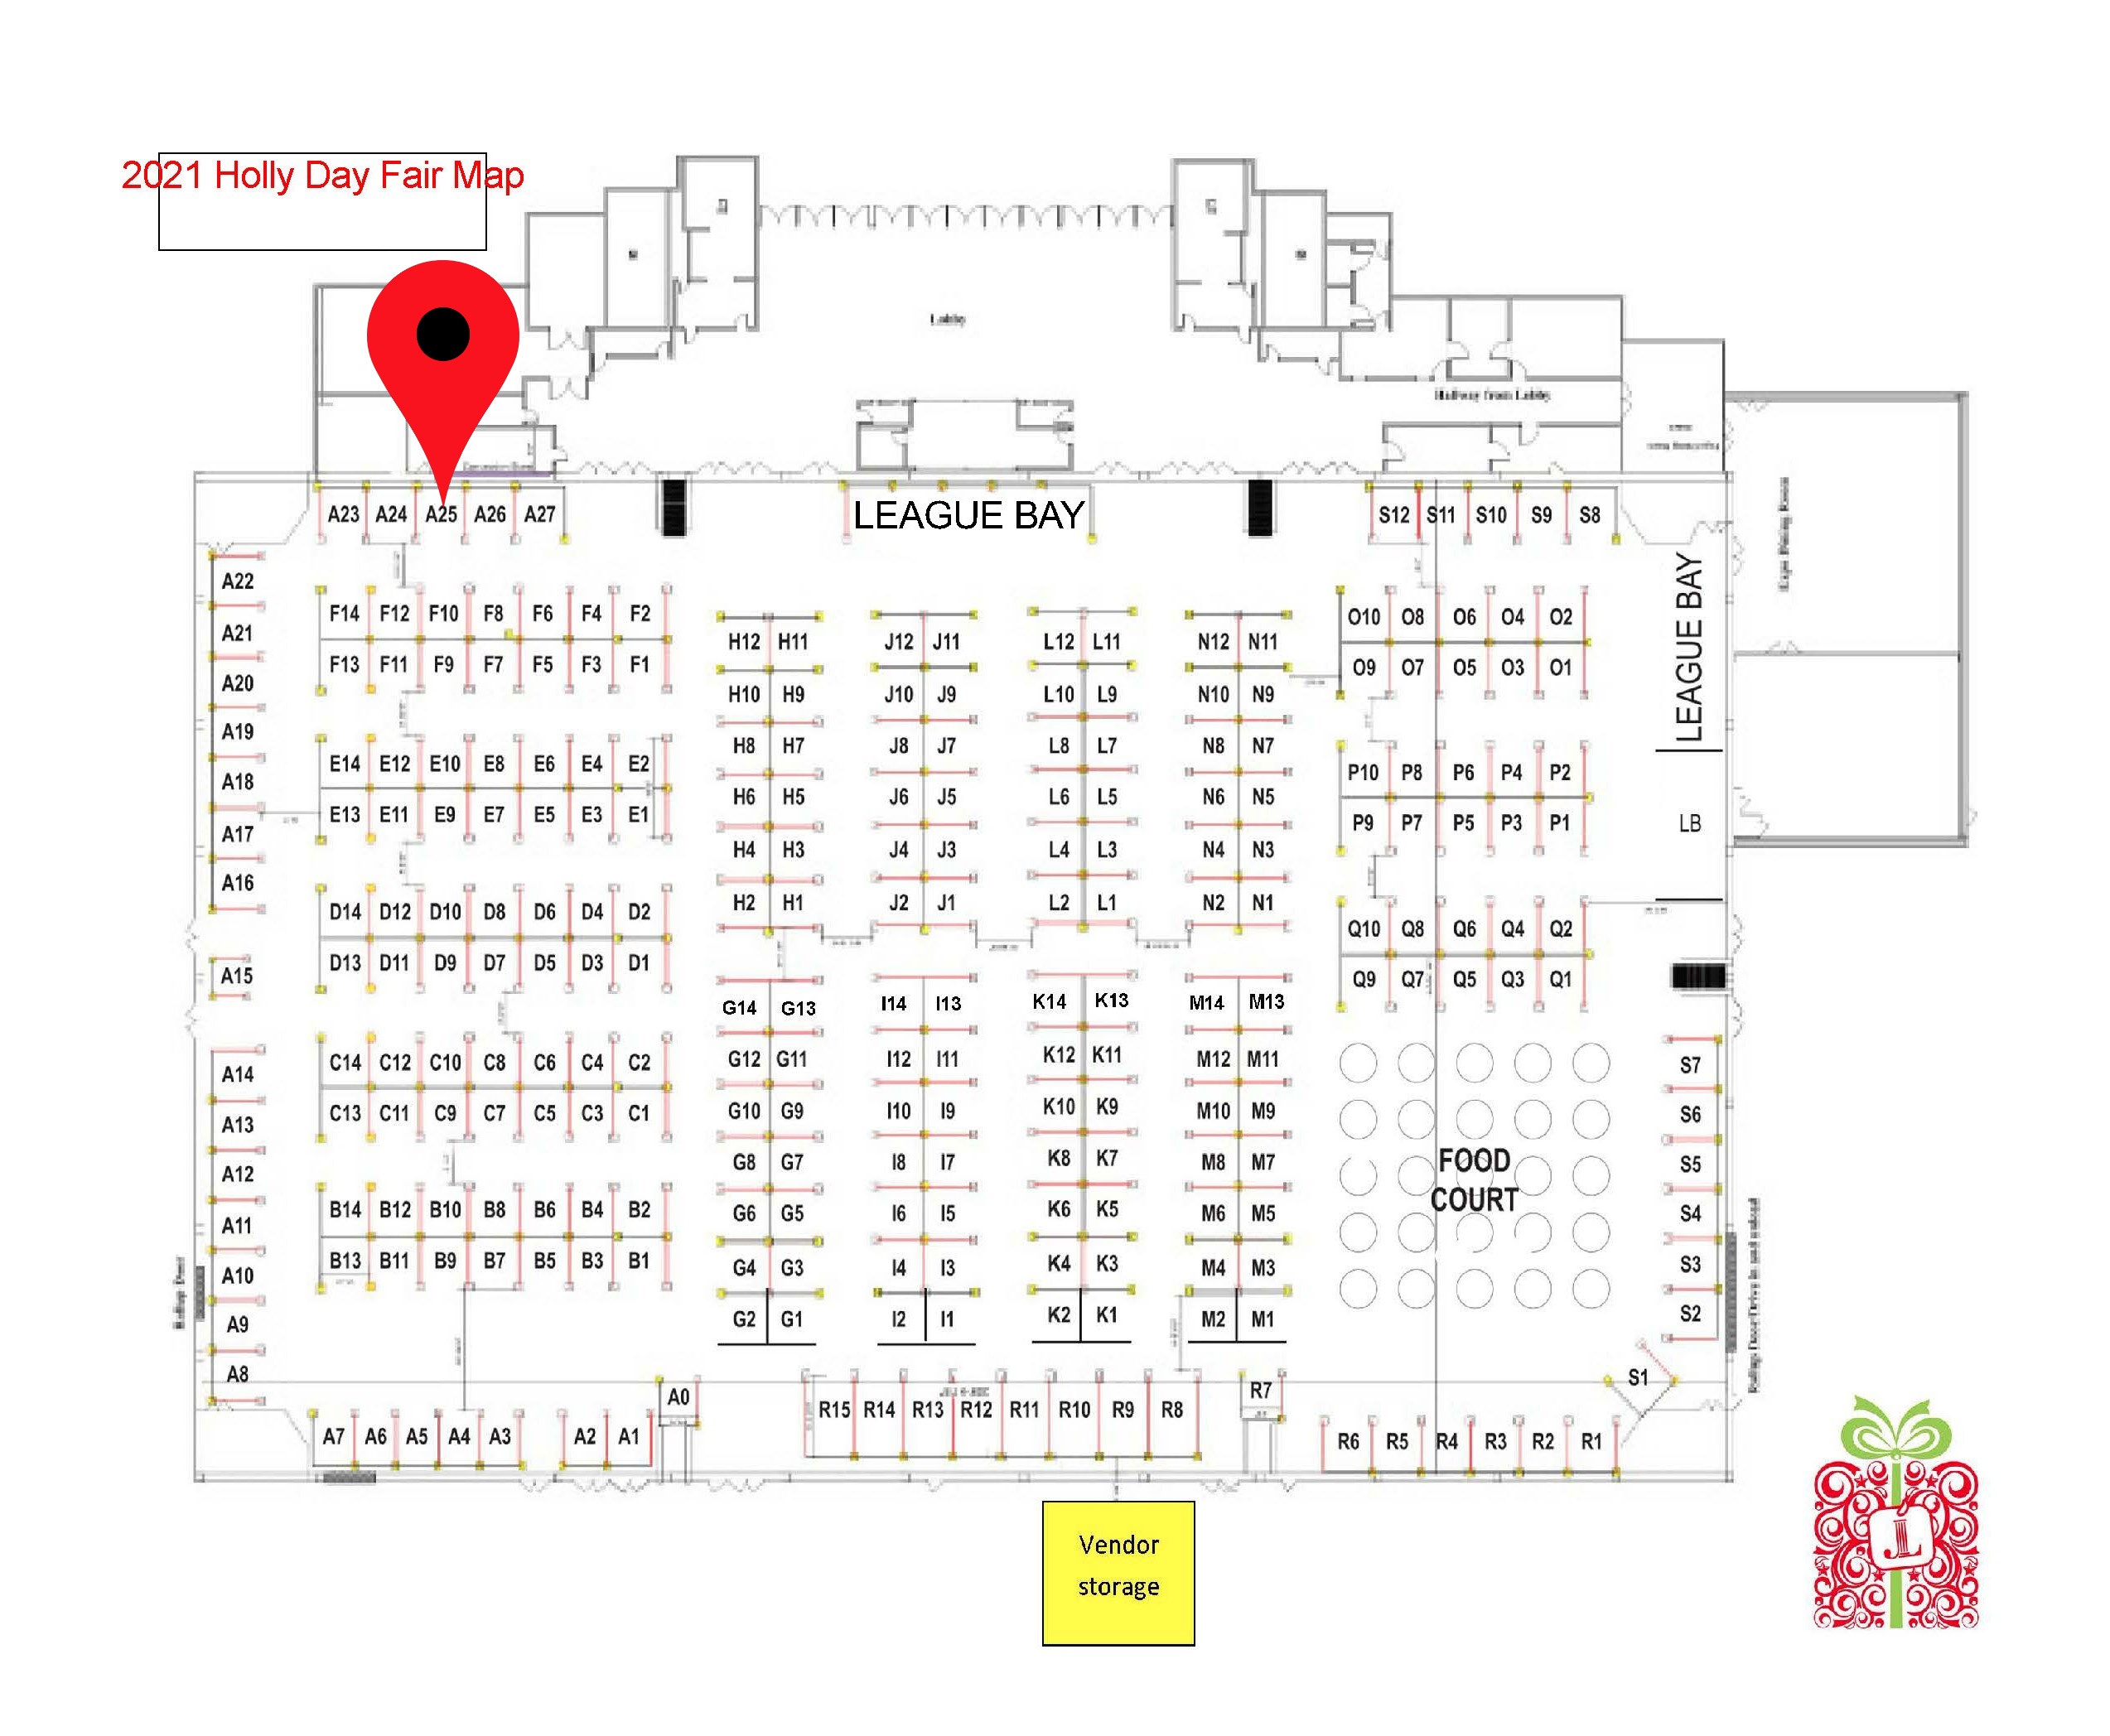 2021 Holly Day Fair Map
Lobby
Hallway from Lobby
LEAGUE BAY
A23 A24 A25 A26 A27
S12 S11 S10 S9 S8
A22
A21
A20
A19
A18
A17
A16
A15
A14
A13
A12
A11
A10
A9
A8
F14 F12 F10 F8 F6 F4 F2
F13 F11 F9 F7 F5 F3 F1
E14 E12 E10 E8 E6 E4 E2
E13 E11 E9 E7 E5 E3 E1
D14 D12 D10 D8 D6 D4 D2
D13 D11 D9 D7 D5 D3 D1
C14 C12 C10 C8 C6 C4 C2
C13 C11 C9 C7 C5 C3 C1
B14 B12 B10 B8 B6 B4 B2
B13 B11 B9 B7 B5 B3 B1
H12 H11
H10 H9
H8 H7
H6 H5
H4 H3
H2 H1
G14 G13
G12 G11
G10 G9
G8 G7
G6 G5
G4 G3
G2 G1
J12 J11
J10 J9
J8 J7
J6 J5
J4 J3
J2 J1
I14 I13
I12 I11
I10 I9
I8 I7
I6 I5
I4 I3
I2 I1
L12 L11
L10 L9
L8 L7
L6 L5
L4 L3
L2 L1
K14 K13
K12 K11
K10 K9
K8 K7
K6 K5
K4 K3
K2 K1
N12 N11
N10 N9
N8 N7
N6 N5
N4 N3
N2 N1
M14 M13
M12 M11
M10 M9
M8 M7
M6 M5
M4 M3
M2 M1
O10 O8 O6 O4 O2
O9 O7 O5 O3 O1
P10 P8 P6 P4 P2
P9 P7 P5 P3 P1
Q10 Q8 Q6 Q4 Q2
Q9 Q7 Q5 Q3 Q1
LEAGUE BAY
LB
FOOD
COURT
S7
S6
S5
S4
S3
S2
S1
A7 A6 A5 A4 A3 A2 A1
A0
R15 R14 R13 R12 R11 R10 R9 R8
R7
R6 R5 R4 R3 R2 R1
Vendor
storage
JL